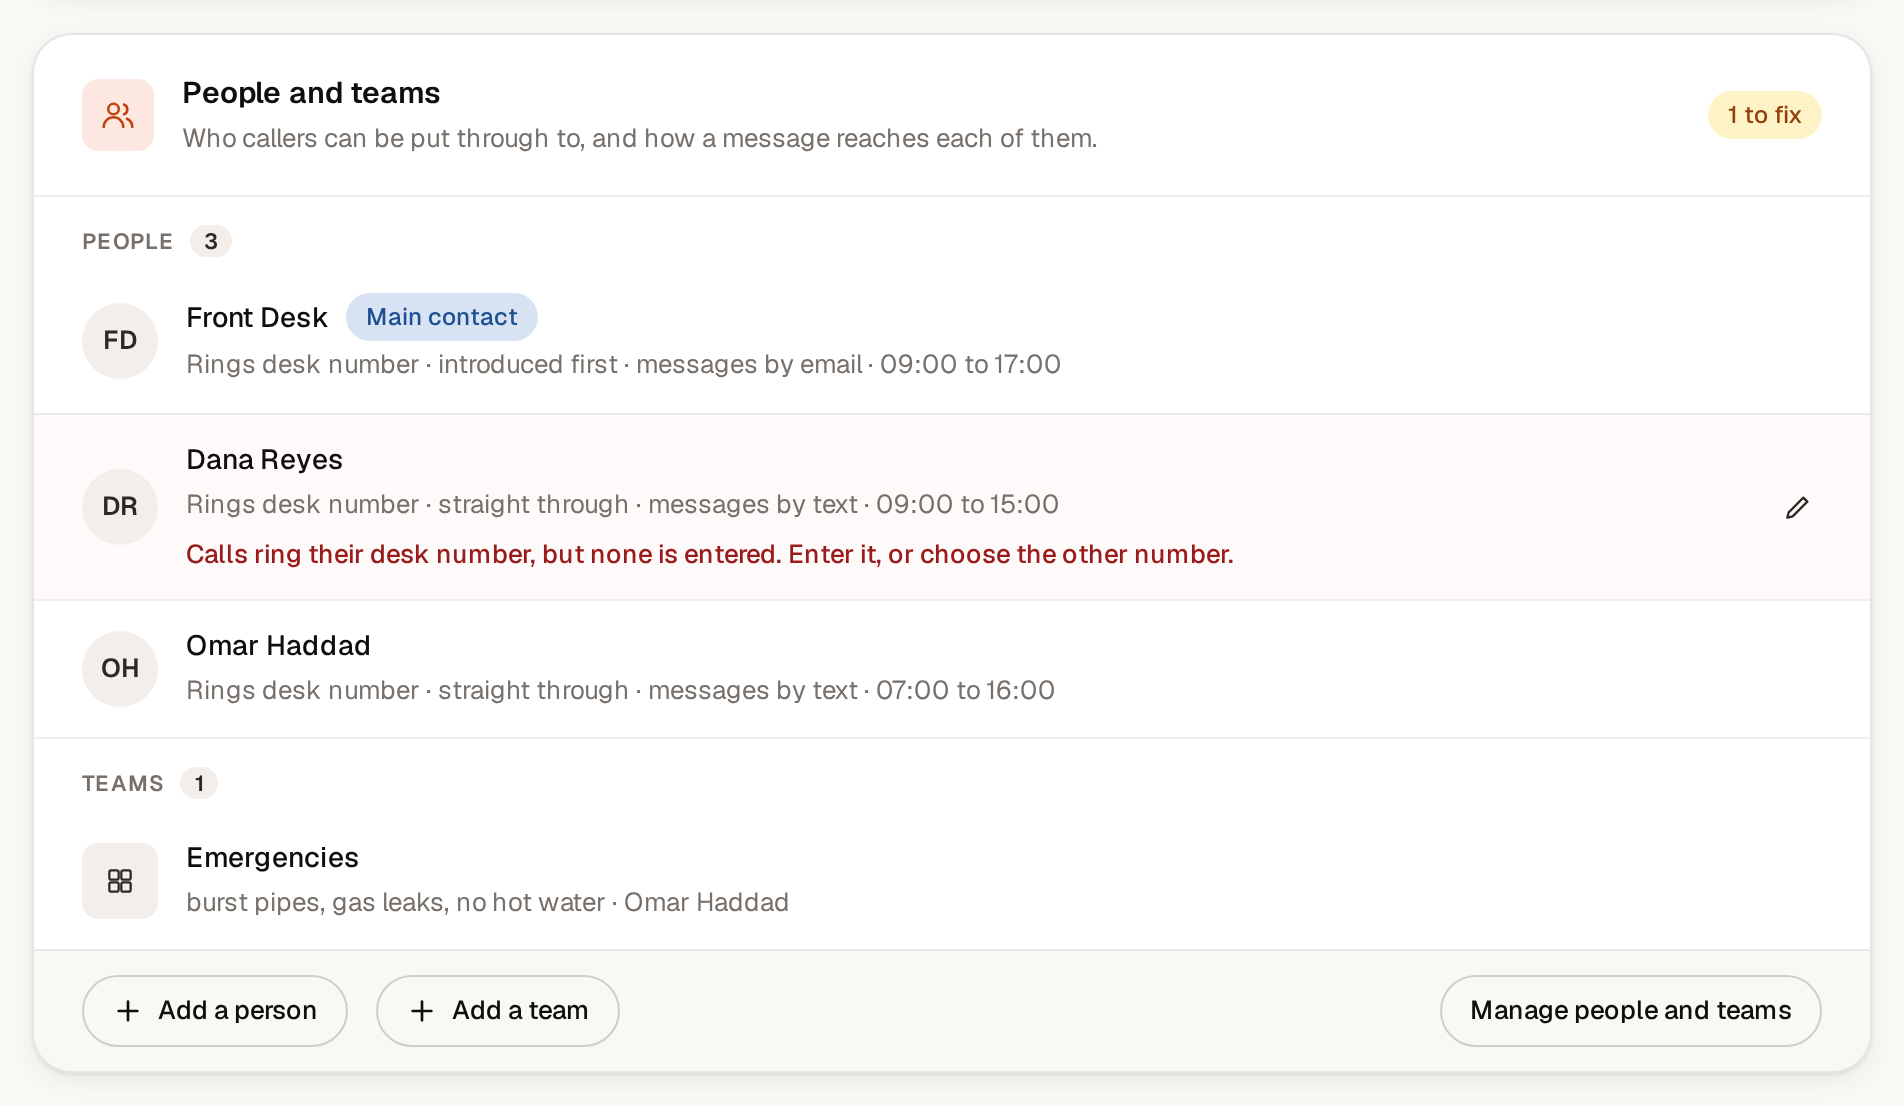 People and teams
Who callers can be put through to, and how a message reaches each of them.
1 to fix
PEOPLE 3
FD
Front Desk Main contact
Rings desk number · introduced first · messages by email · 09:00 to 17:00
DR
Dana Reyes
Rings desk number · straight through · messages by text · 09:00 to 15:00
Calls ring their desk number, but none is entered. Enter it, or choose the other number.
OH
Omar Haddad
Rings desk number · straight through · messages by text · 07:00 to 16:00
TEAMS 1
Emergencies
burst pipes, gas leaks, no hot water · Omar Haddad
Add a person
Add a team
Manage people and teams